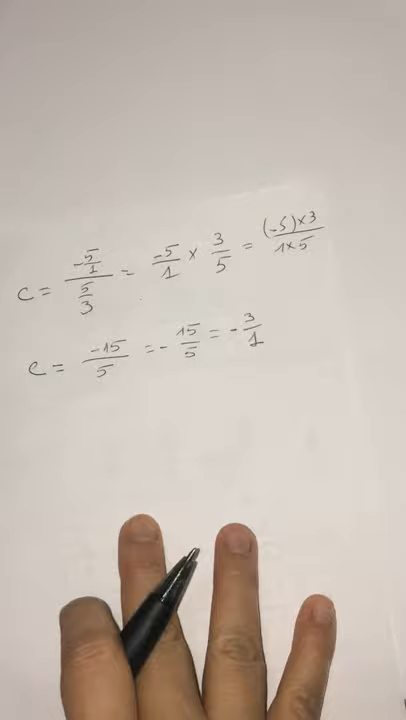 C = (-5/1)/(5/3) = -5/1 × 3/5 = (-5)×3/1×5
C = -15/5 = - 15/5 = - 3/1